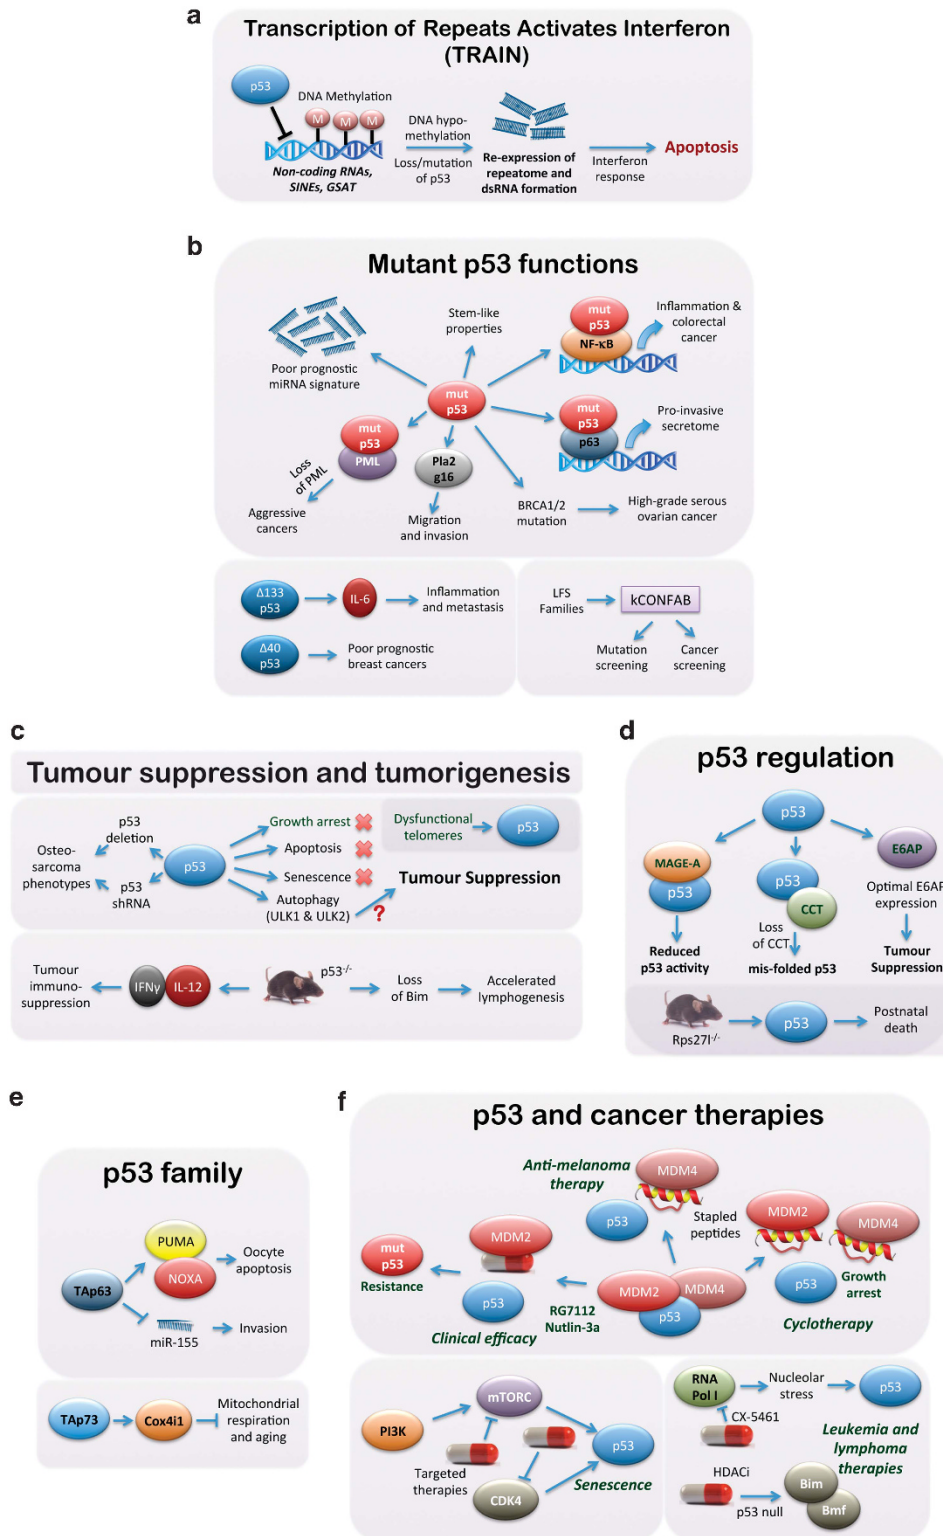 a
Transcription of Repeats Activates Interferon
(TRAIN)
p53
DNA Methylation
M M M
Non-coding RNAs,
SINEs, GSAT
DNA hypo-
methylation
Loss/mutation
of p53
Re-expression of
repeatome and
dsRNA formation
Interferon
response
Apoptosis
b
Mutant p53 functions
Poor prognostic
miRNA signature
Stem-like
properties
mut
p53
NF-κB
Inflammation &
colorectal
cancer
mut
p53
mut
p53
PML
Loss
of PML
Aggressive
cancers
Pla2
g16
Migration
and invasion
mut
p53
p63
Pro-invasive
secretome
BRCA1/2
mutation
High-grade serous
ovarian cancer
Δ133
p53
IL-6
Inflammation
and metastasis
Δ40
p53
Poor prognostic
breast cancers
LFS
Families
kCONFAB
Mutation
screening
Cancer
screening
c
Tumour suppression and tumorigenesis
Osteo-
sarcoma
phenotypes
p53
deletion
p53
shRNA
p53
Growth arrest
Apoptosis
Senescence
Autophagy
(ULK1 & ULK2)
?
Dysfunctional
telomeres
p53
Tumour Suppression
Tumour
immuno-
suppression
IFNγ
IL-12
p53-/-
Loss
of Bim
Accelerated
lymphogenesis
d
p53 regulation
p53
MAGE-A
p53
Reduced
p53 activity
p53
CCT
Loss
of CCT
mis-folded p53
E6AP
Optimal E6AP
expression
Tumour
Suppression
Rps27l-/-
p53
Postnatal
death
e
p53 family
TAp63
PUMA
NOXA
Oocyte
apoptosis
miR-155
Invasion
TAp73
Cox4i1
Mitochondrial
respiration
and aging
f
p53 and cancer therapies
Anti-melanoma
therapy
MDM4
p53
Stapled
peptides
MDM2
MDM4
p53
Growth
arrest
Cyclotherapy
mut
p53
Resistance
MDM2
p53
Clinical efficacy
RG7112
Nutlin-3a
MDM2
MDM4
p53
PI3K
mTORC
Targeted
therapies
CDK4
p53
Senescence
RNA
Pol I
Nucleolar
stress
p53
CX-5461
Leukemia and
lymphoma
therapies
HDACi
p53 null
Bim
Bmf